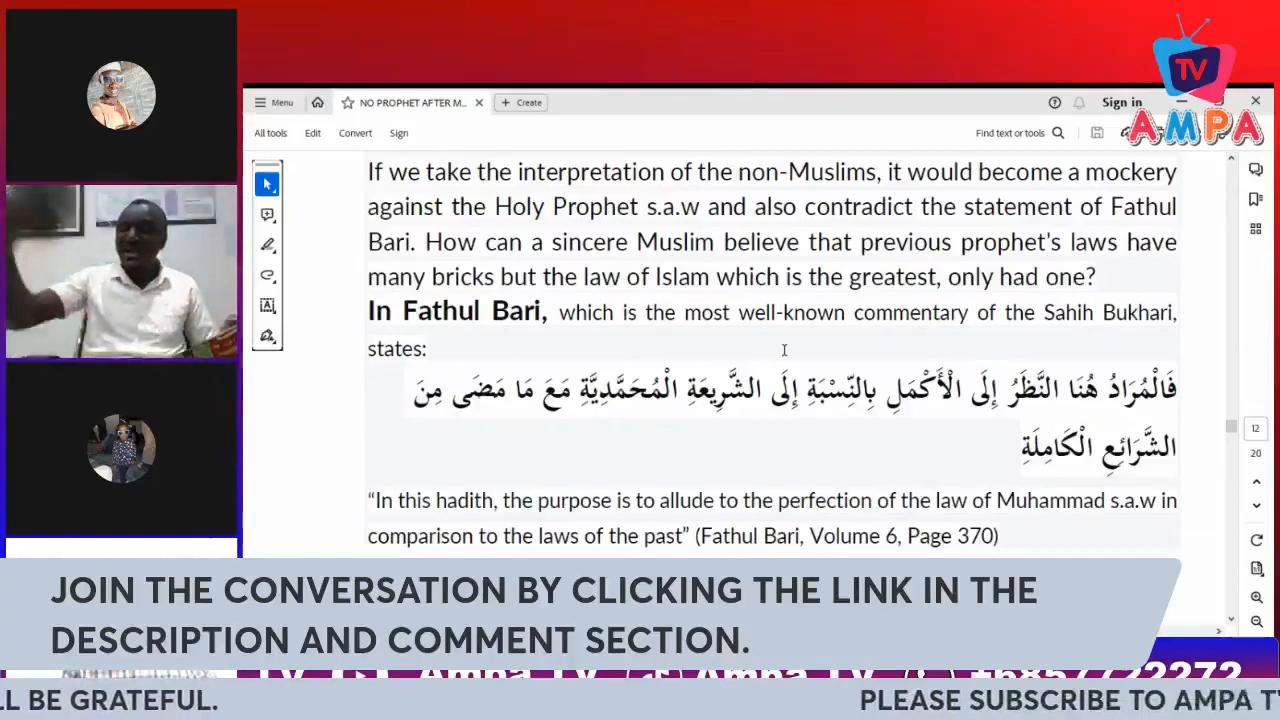 TV
AMPA
Menu
NO PROPHET AFTER M...
Create
Sign in
All tools
Edit
Convert
Sign
Find text or tools
If we take the interpretation of the non-Muslims, it would become a mockery
against the Holy Prophet s.a.w and also contradict the statement of Fathul
Bari. How can a sincere Muslim believe that previous prophet's laws have
many bricks but the law of Islam which is the greatest, only had one?
In Fathul Bari, which is the most well-known commentary of the Sahih Bukhari,
states:
فَالْمُرَادُ هُنَا النَّظَرُ إِلَى الْأَكْمَلِ بِالنِّسْبَةِ إِلَى الشَّرِيعَةِ الْمُحَمَّدِيَّةِ مَعَ مَا مَضَى مِنَ
الشَّرَائِعِ الْكَامِلَةِ
“In this hadith, the purpose is to allude to the perfection of the law of Muhammad s.a.w in
comparison to the laws of the past” (Fathul Bari, Volume 6, Page 370)
12
20
JOIN THE CONVERSATION BY CLICKING THE LINK IN THE
DESCRIPTION AND COMMENT SECTION.
LL BE GRATEFUL.
PLEASE SUBSCRIBE TO AMPA T